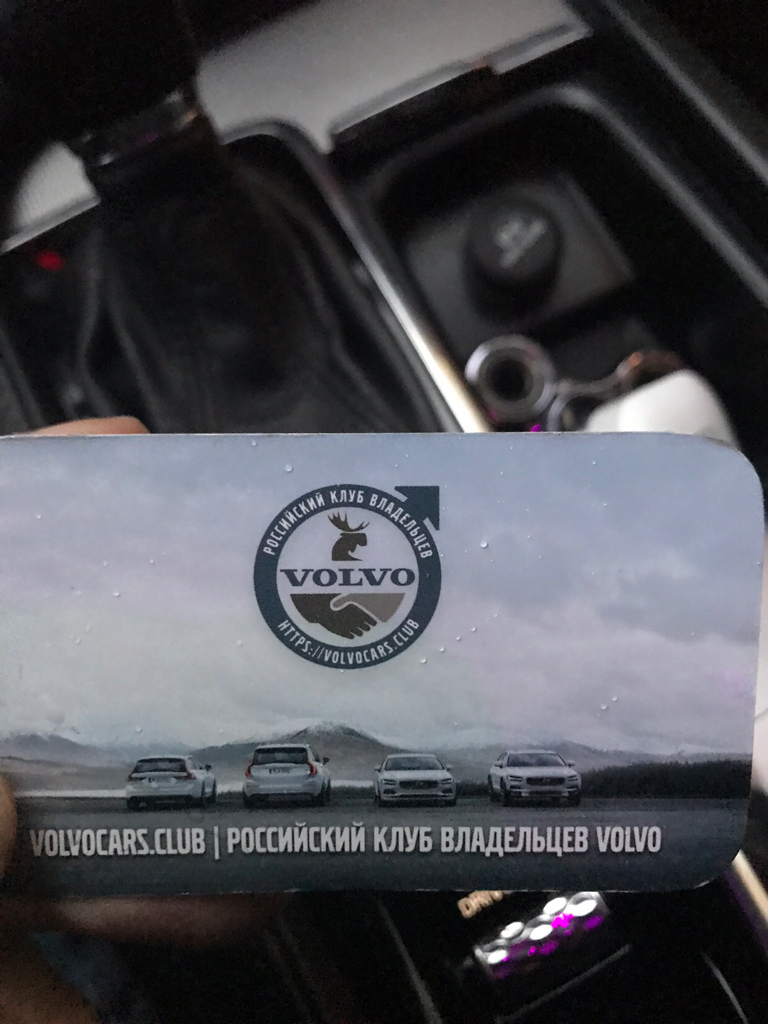 РОССИЙСКИЙ КЛУБ ВЛАДЕЛЬЦЕВ
VOLVO
HTTPS://VOLVOCARS.CLUB
VOLVOCARS.CLUB | РОССИЙСКИЙ КЛУБ ВЛАДЕЛЬЦЕВ VOLVO